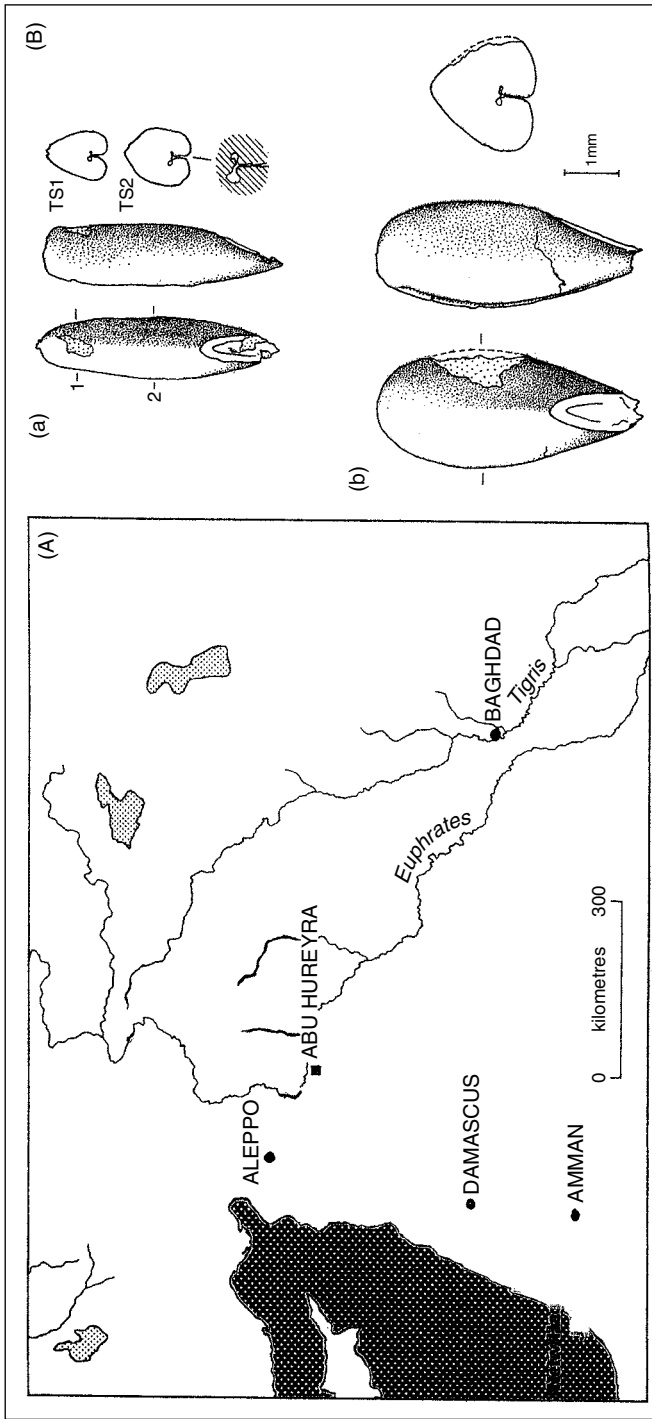 (A)
ALEPPO
ABU HUREYRA
DAMASCUS
AMMAN
BAGHDAD
Tigris
Euphrates
0 300
kilometres
(B)
(a)
1
2
TS1
TS2
(b)
1mm